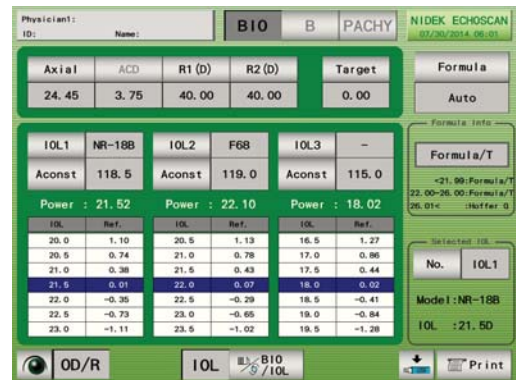 Physician1:
ID: Name:
BIO B PACHY
NIDEK ECHOSCAN
07/30/2014 06:01
Axial ACD R1 (D) R2 (D) Target
24.45 3.75 40.00 40.00 0.00
Formula
Auto
Formula Info
Formula/T
<21.99:Formula/T
22.00-26.00:Formula/T
26.01< :Hoffer Q
IOL1 NR-18B IOL2 F68 IOL3 -
Aconst 118.5 Aconst 119.0 Aconst 115.0
Power : 21.52 Power : 22.10 Power : 18.02
IOL Ref. IOL Ref. IOL Ref.
20.0 1.10 20.5 1.13 16.5 1.27
20.5 0.74 21.0 0.78 17.0 0.86
21.0 0.38 21.5 0.43 17.5 0.44
21.5 0.01 22.0 0.07 18.0 0.02
22.0 -0.35 22.5 -0.29 18.5 -0.41
22.5 -0.73 23.0 -0.65 19.0 -0.84
23.0 -1.11 23.5 -1.02 19.5 -1.28
Selected IOL
No. IOL1
Model:NR-18B
IOL :21.5D
OD/R IOL BIO/IOL Print